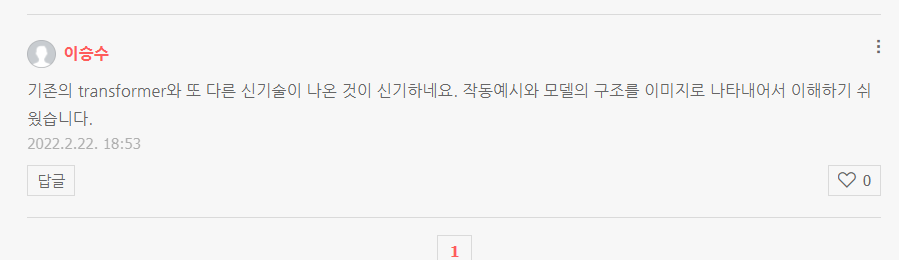 이승수
기존의 transformer와 또 다른 신기술이 나온 것이 신기하네요. 작동예시와 모델의 구조를 이미지로 나타내어서 이해하기 쉬
웠습니다.
2022.2.22. 18:53
답글
0
1